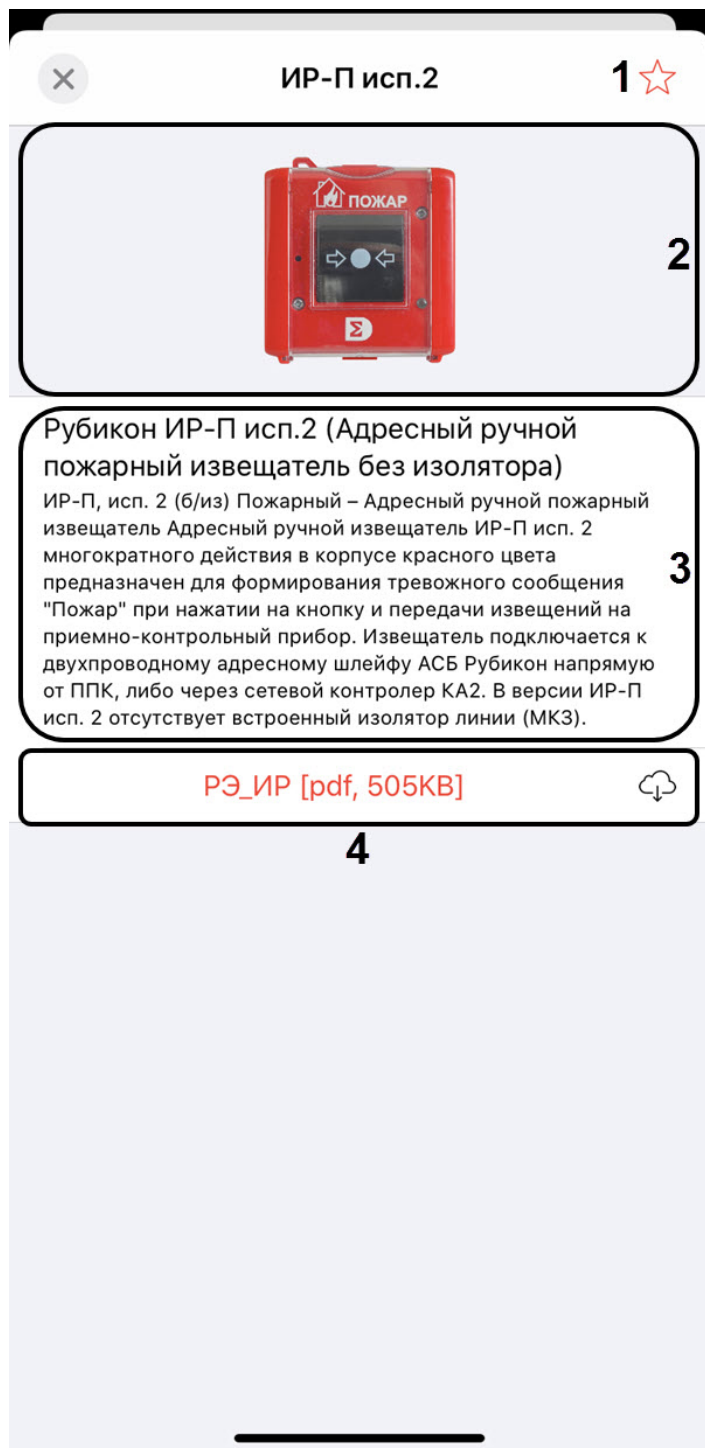 ИР-П исп.2
1
ПОЖАР
2
Рубикон ИР-П исп.2 (Адресный ручной
пожарный извещатель без изолятора)
ИР-П, исп. 2 (б/из) Пожарный – Адресный ручной пожарный
извещатель Адресный ручной извещатель ИР-П исп. 2
многократного действия в корпусе красного цвета
предназначен для формирования тревожного сообщения
"Пожар" при нажатии на кнопку и передачи извещений на
приемно-контрольный прибор. Извещатель подключается к
двухпроводному адресному шлейфу АСБ Рубикон напрямую
от ППК, либо через сетевой контролер КА2. В версии ИР-П
исп. 2 отсутствует встроенный изолятор линии (МКЗ).
3
РЭ_ИР [pdf, 505KB]
4